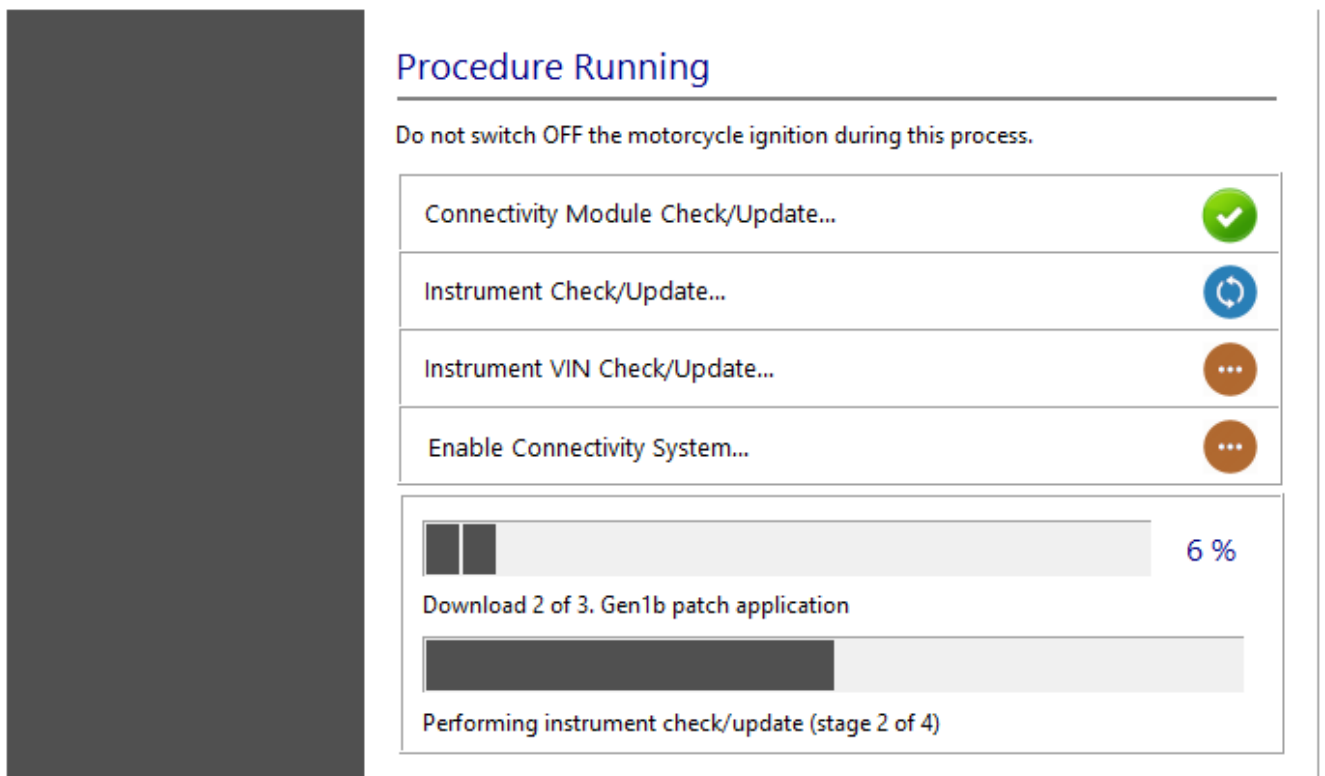 Procedure Running
Do not switch OFF the motorcycle ignition during this process.
Connectivity Module Check/Update...
Instrument Check/Update...
Instrument VIN Check/Update...
Enable Connectivity System...
6 %
Download 2 of 3. Gen1b patch application
Performing instrument check/update (stage 2 of 4)